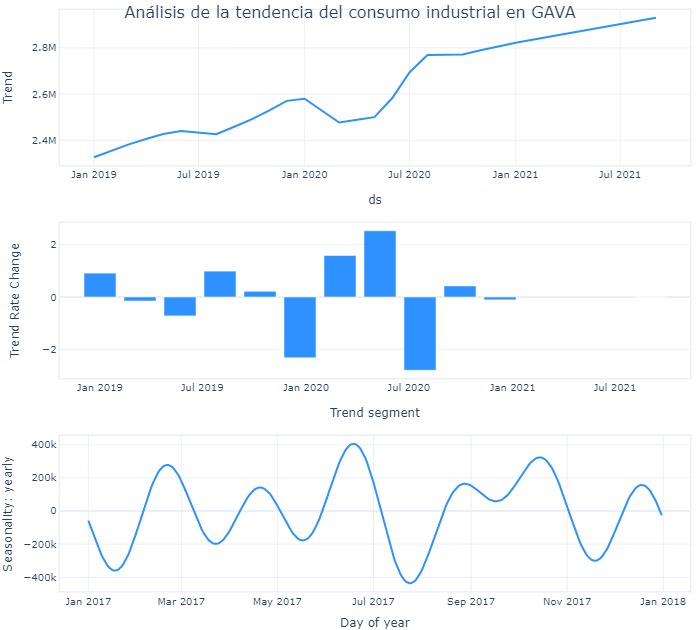 Análisis de la tendencia del consumo industrial en GAVA
Trend
2.8M
2.6M
2.4M
Jan 2019 Jul 2019 Jan 2020 Jul 2020 Jan 2021 Jul 2021
ds
Trend Rate Change
2
0
−2
Jan 2019 Jul 2019 Jan 2020 Jul 2020 Jan 2021 Jul 2021
Trend segment
Seasonality: yearly
400k
200k
0
−200k
−400k
Jan 2017 Mar 2017 May 2017 Jul 2017 Sep 2017 Nov 2017 Jan 2018
Day of year